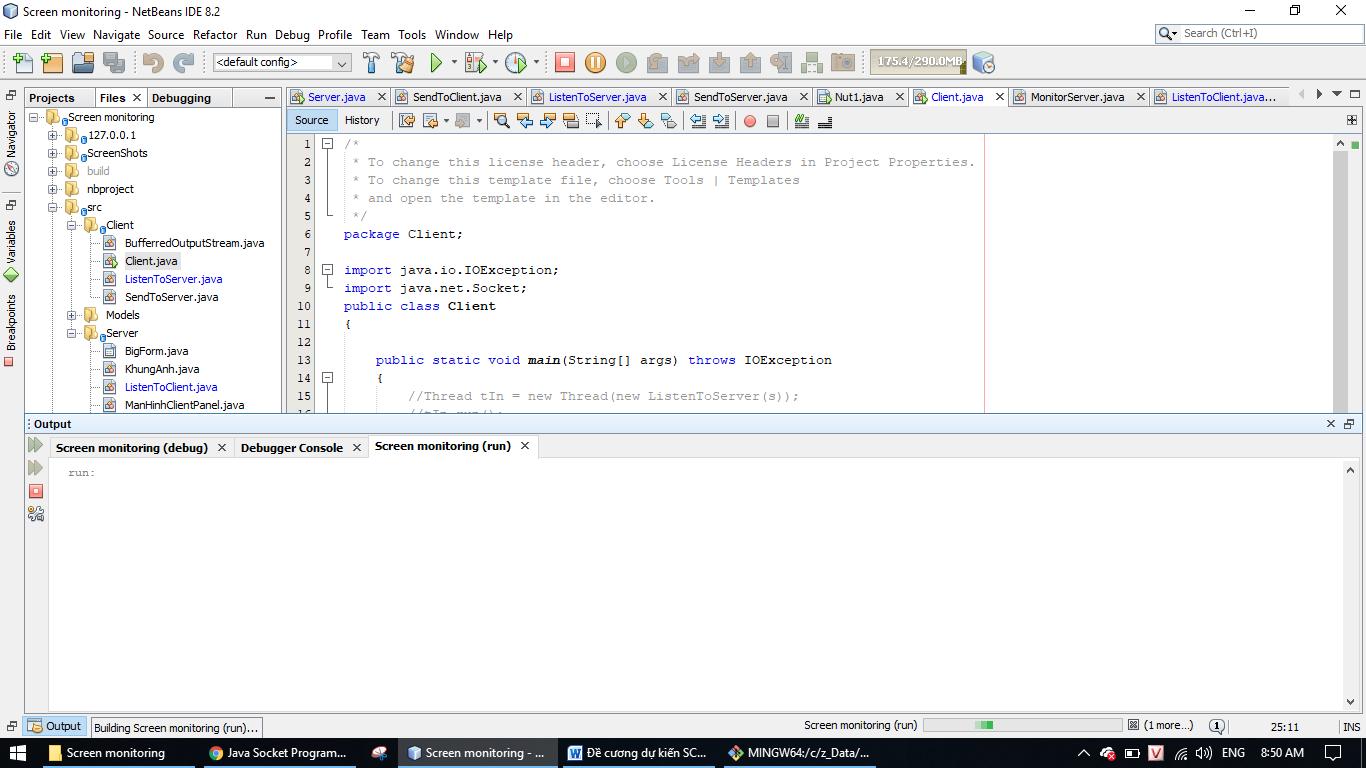 Screen monitoring - NetBeans IDE 8.2
File Edit View Navigate Source Refactor Run Debug Profile Team Tools Window Help
Search (Ctrl+I)
<default config>
175.4/290.0MB
Projects Files Debugging
Server.java SendToClient.java ListenToServer.java SendToServer.java Nut1.java Client.java MonitorServer.java ListenToClient.java...
Source History
Navigator
Variables
Breakpoints
Screen monitoring
127.0.0.1
ScreenShots
build
nbproject
src
Client
BufferredOutputStream.java
Client.java
ListenToServer.java
SendToServer.java
Models
Server
BigForm.java
KhungAnh.java
ListenToClient.java
ManHinhClientPanel.java
1 /*
2 * To change this license header, choose License Headers in Project Properties.
3 * To change this template file, choose Tools | Templates
4 * and open the template in the editor.
5 */
6 package Client;
7
8 import java.io.IOException;
9 import java.net.Socket;
10 public class Client
11 {
12
13 public static void main(String[] args) throws IOException
14 {
15 //Thread tIn = new Thread(new ListenToServer(s));
Output
Screen monitoring (debug) Debugger Console Screen monitoring (run)
run:
Output Building Screen monitoring (run)... Screen monitoring (run) (1 more...) 1 25:11 INS
Screen monitoring Java Socket Program... Screen monitoring - ... Đề cương dự kiến SC... MINGW64:/c/z_Data/... V ENG 8:50 AM